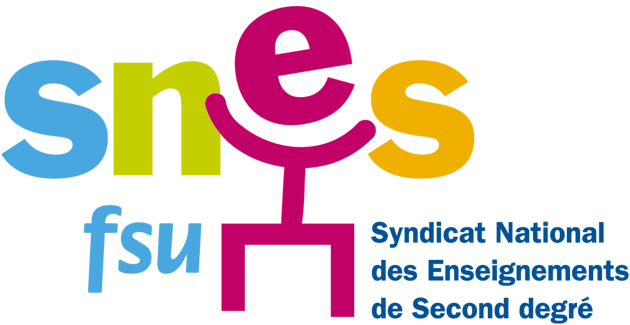 snes
fsu
Syndicat National
des Enseignements
de Second degré